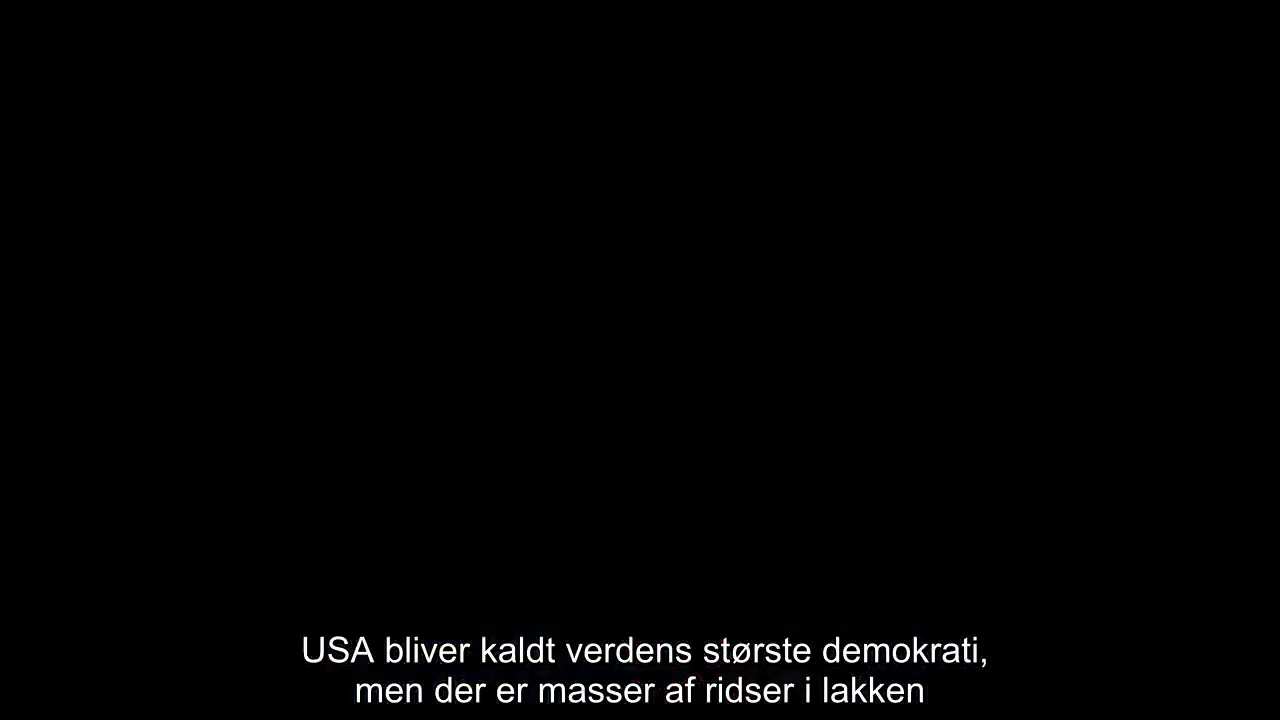 USA bliver kaldt verdens største demokrati,
men der er masser af ridser i lakken